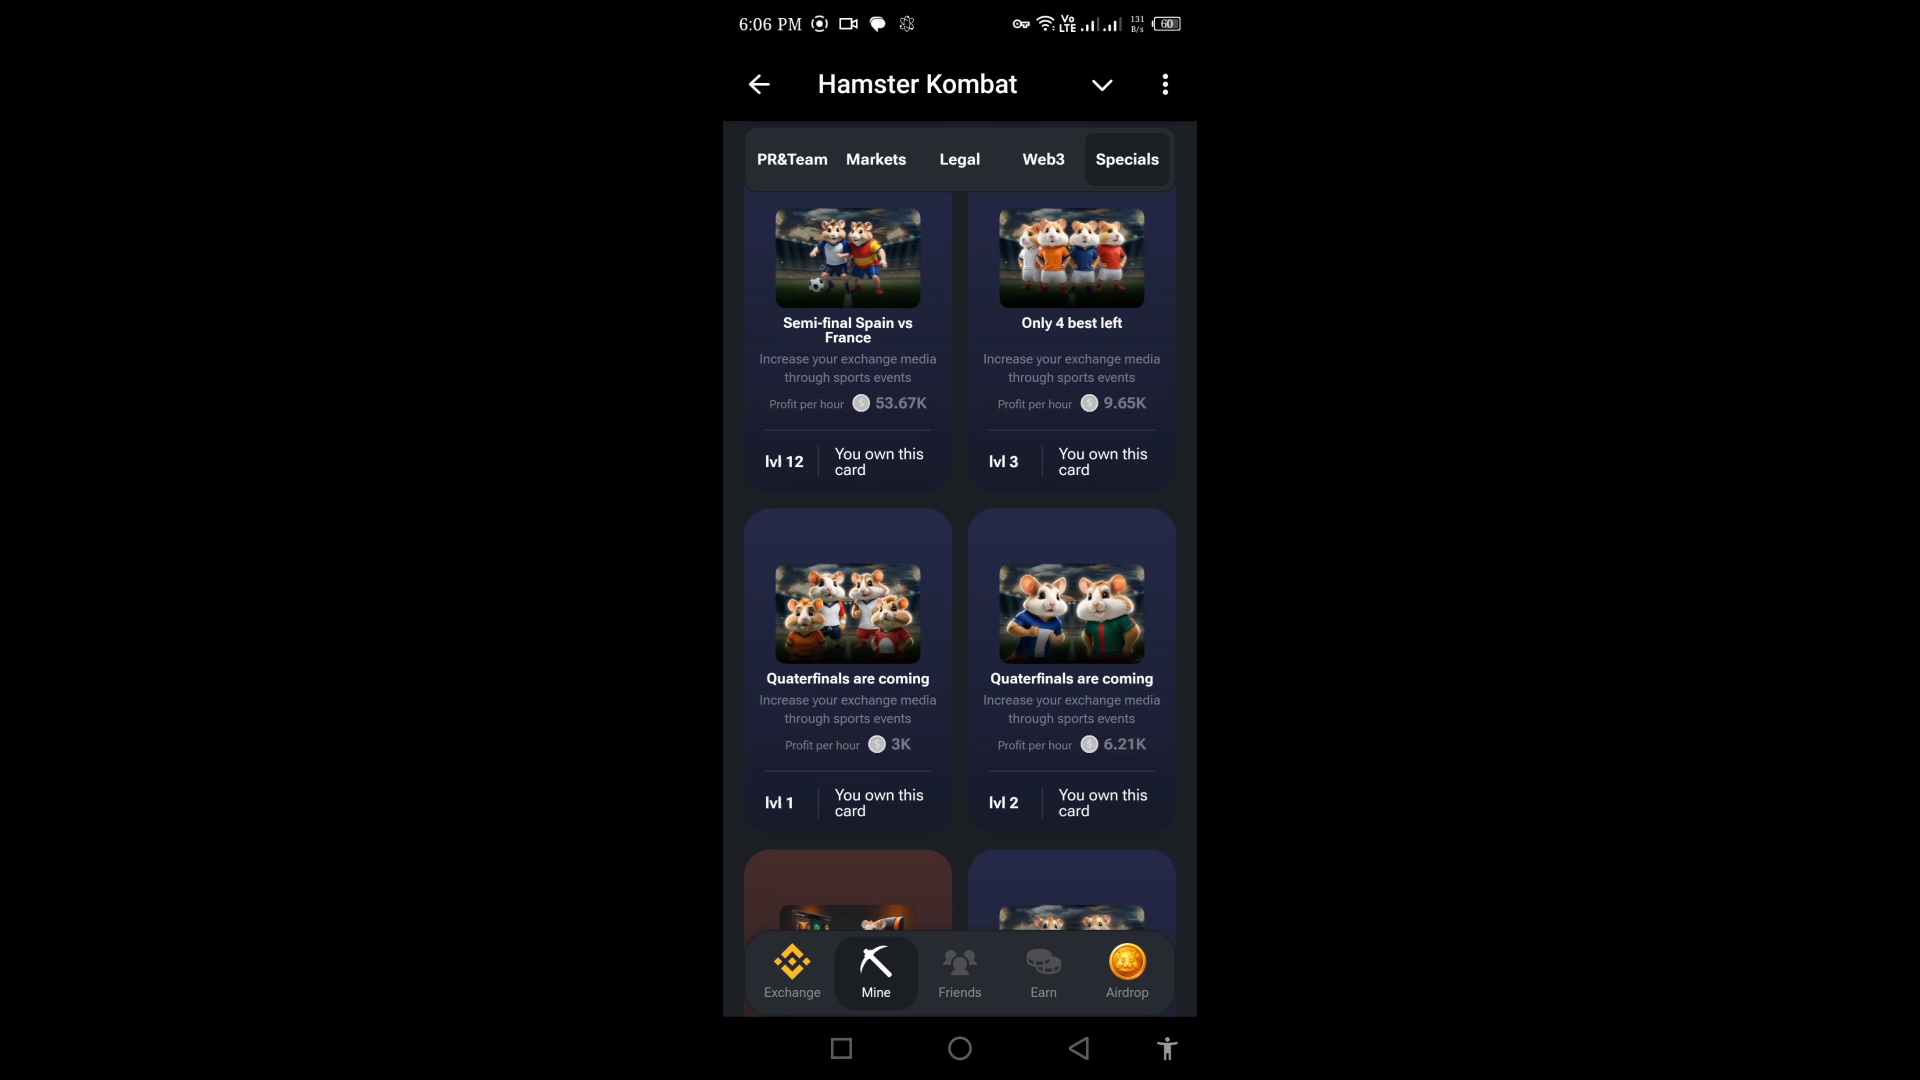 6:06 PM
Vo
LTE
131
B/s
60
Hamster Kombat
PR&Team Markets Legal Web3 Specials
Semi-final Spain vs
France
Increase your exchange media
through sports events
Profit per hour 53.67K
lvl 12
You own this
card
Only 4 best left
Increase your exchange media
through sports events
Profit per hour 9.65K
lvl 3
You own this
card
Quaterfinals are coming
Increase your exchange media
through sports events
Profit per hour 3K
lvl 1
You own this
card
Quaterfinals are coming
Increase your exchange media
through sports events
Profit per hour 6.21K
lvl 2
You own this
card
Exchange Mine Friends Earn Airdrop